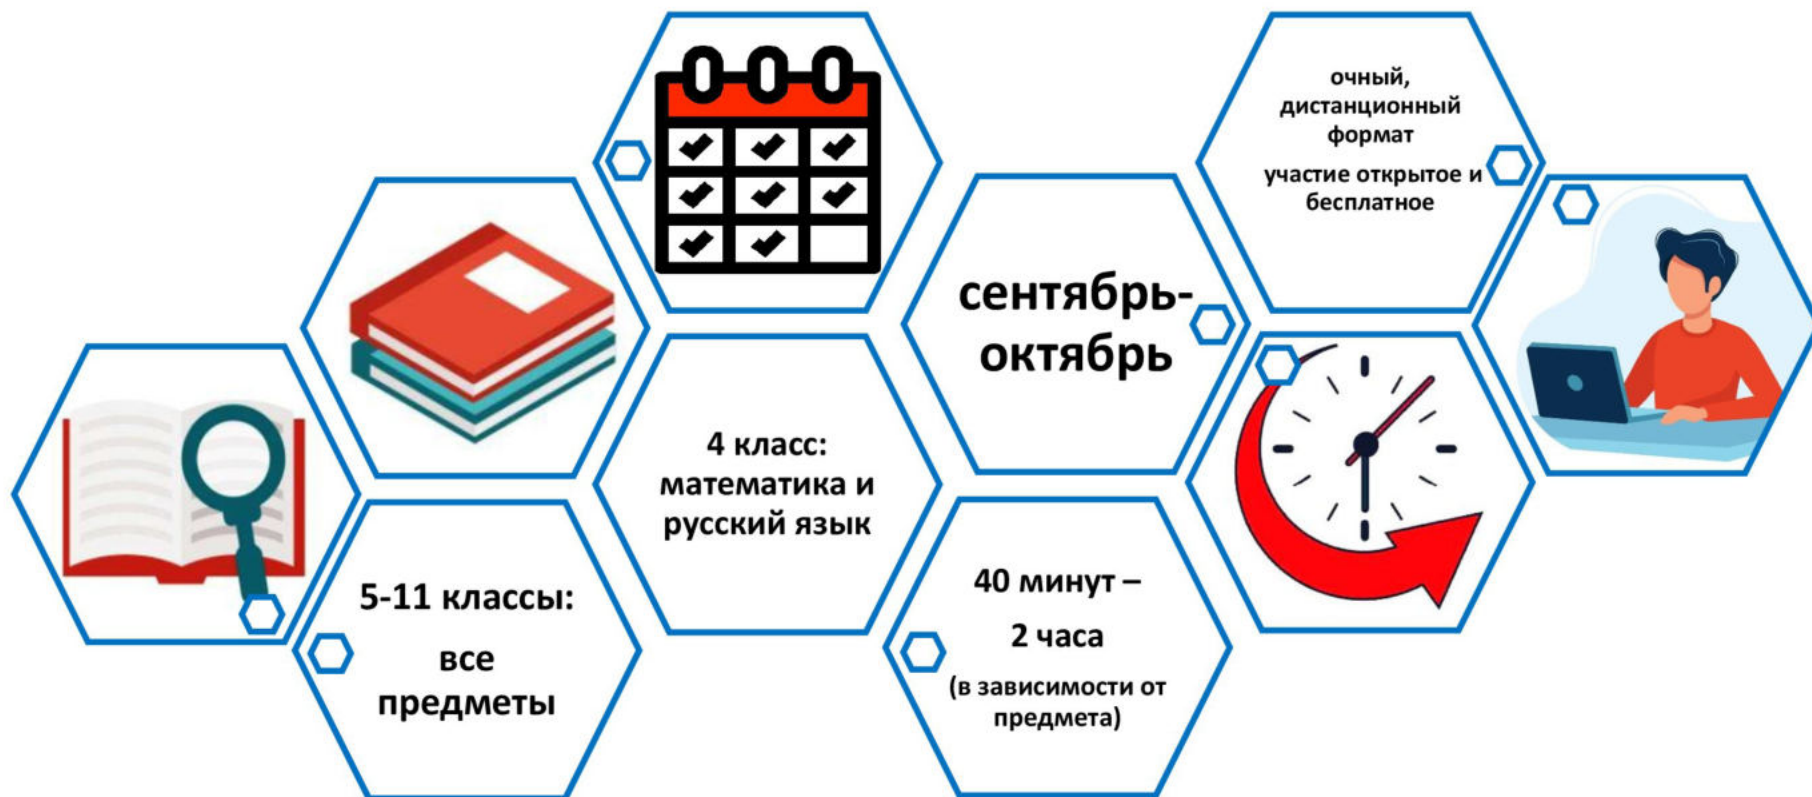 5-11 классы:
все
предметы
4 класс:
математика и
русский язык
сентябрь-
октябрь
40 минут –
2 часа
(в зависимости от
предмета)
очный,
дистанционный
формат
участие открытое и
бесплатное